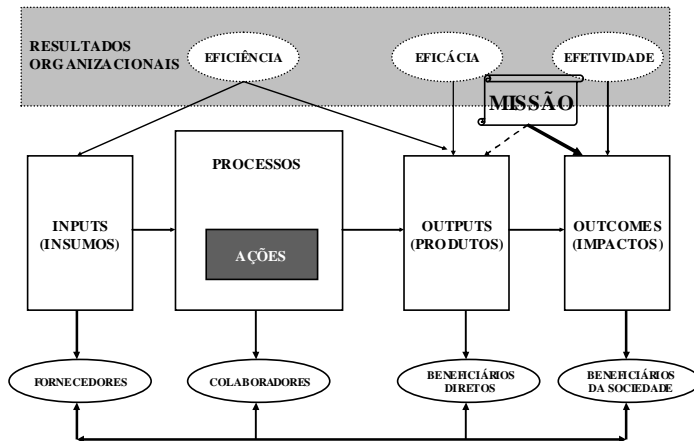 RESULTADOS
ORGANIZACIONAIS
EFICIÊNCIA
EFICÁCIA
EFETIVIDADE
MISSÃO
PROCESSOS
INPUTS
(INSUMOS)
AÇÕES
OUTPUTS
(PRODUTOS)
OUTCOMES
(IMPACTOS)
FORNECEDORES
COLABORADORES
BENEFICIÁRIOS
DIRETOS
BENEFICIÁRIOS
DA SOCIEDADE